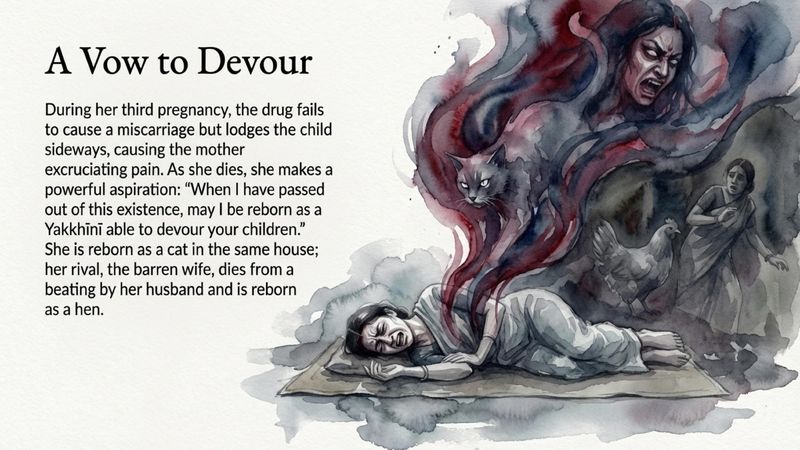 A Vow to Devour
During her third pregnancy, the drug fails
to cause a miscarriage but lodges the child
sideways, causing the mother
excruciating pain. As she dies, she makes a
powerful aspiration: “When I have passed
out of this existence, may I be reborn as a
Yakkhīnī able to devour your children.”
She is reborn as a cat in the same house;
her rival, the barren wife, dies from a
beating by her husband and is reborn
as a hen.